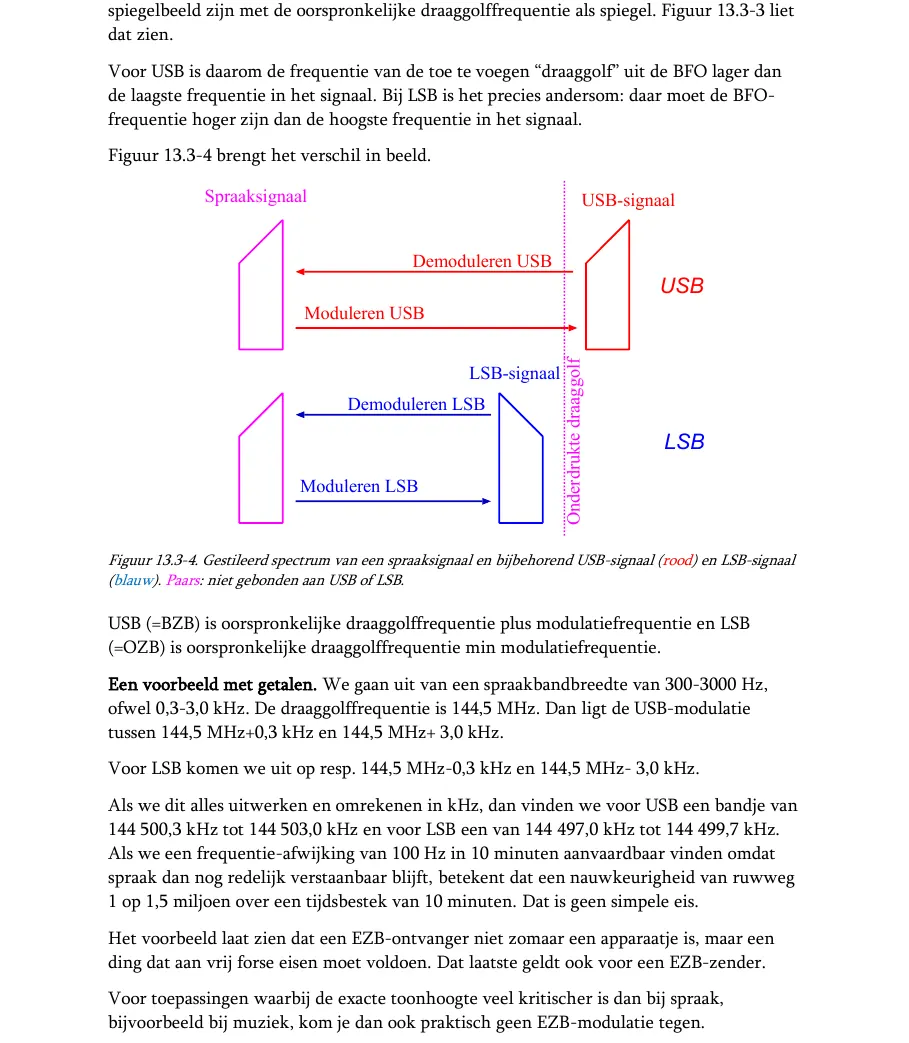 spiegelbeeld zijn met de oorspronkelijke draaggolffrequentie als spiegel. Figuur 13.3-3 liet
dat zien.
Voor USB is daarom de frequentie van de toe te voegen “draaggolf” uit de BFO lager dan
de laagste frequentie in het signaal. Bij LSB is het precies andersom: daar moet de BFO-
frequentie hoger zijn dan de hoogste frequentie in het signaal.
Figuur 13.3-4 brengt het verschil in beeld.
Spraaksignaal
USB-signaal
Demoduleren USB
USB
Moduleren USB
LSB-signaal
Demoduleren LSB
Onderdrukte draaggolf
LSB
Moduleren LSB
Figuur 13.3-4. Gestileerd spectrum van een spraaksignaal en bijbehorend USB-signaal (rood) en LSB-signaal
(blauw). Paars: niet gebonden aan USB of LSB.
USB (=BZB) is oorspronkelijke draaggolffrequentie plus modulatiefrequentie en LSB
(=OZB) is oorspronkelijke draaggolffrequentie min modulatiefrequentie.
Een voorbeeld met getalen. We gaan uit van een spraakbandbreedte van 300-3000 Hz,
ofwel 0,3-3,0 kHz. De draaggolffrequentie is 144,5 MHz. Dan ligt de USB-modulatie
tussen 144,5 MHz+0,3 kHz en 144,5 MHz+ 3,0 kHz.
Voor LSB komen we uit op resp. 144,5 MHz-0,3 kHz en 144,5 MHz- 3,0 kHz.
Als we dit alles uitwerken en omrekenen in kHz, dan vinden we voor USB een bandje van
144 500,3 kHz tot 144 503,0 kHz en voor LSB een van 144 497,0 kHz tot 144 499,7 kHz.
Als we een frequentie-afwijking van 100 Hz in 10 minuten aanvaardbaar vinden omdat
spraak dan nog redelijk verstaanbaar blijft, betekent dat een nauwkeurigheid van ruwweg
1 op 1,5 miljoen over een tijdsbestek van 10 minuten. Dat is geen simpele eis.
Het voorbeeld laat zien dat een EZB-ontvanger niet zomaar een apparaatje is, maar een
ding dat aan vrij forse eisen moet voldoen. Dat laatste geldt ook voor een EZB-zender.
Voor toepassingen waarbij de exacte toonhoogte veel kritischer is dan bij spraak,
bijvoorbeeld bij muziek, kom je dan ook praktisch geen EZB-modulatie tegen.